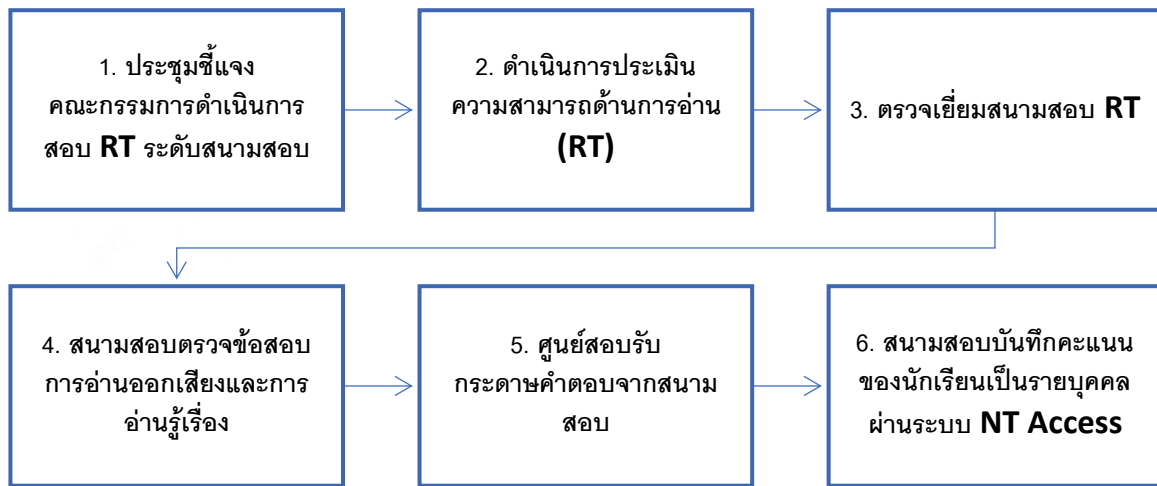 1. ประชุมชี้แจง
คณะกรรมการดำเนินการ
สอบ RT ระดับสนามสอบ
2. ดำเนินการประเมิน
ความสามารถด้านการอ่าน
(RT)
3. ตรวจเยี่ยมสนามสอบ RT
4. สนามสอบตรวจข้อสอบ
การอ่านออกเสียงและการ
อ่านรู้เรื่อง
5. ศูนย์สอบรับ
กระดาษคำตอบจากสนาม
สอบ
6. สนามสอบบันทึกคะแนน
ของนักเรียนเป็นรายบุคคล
ผ่านระบบ NT Access